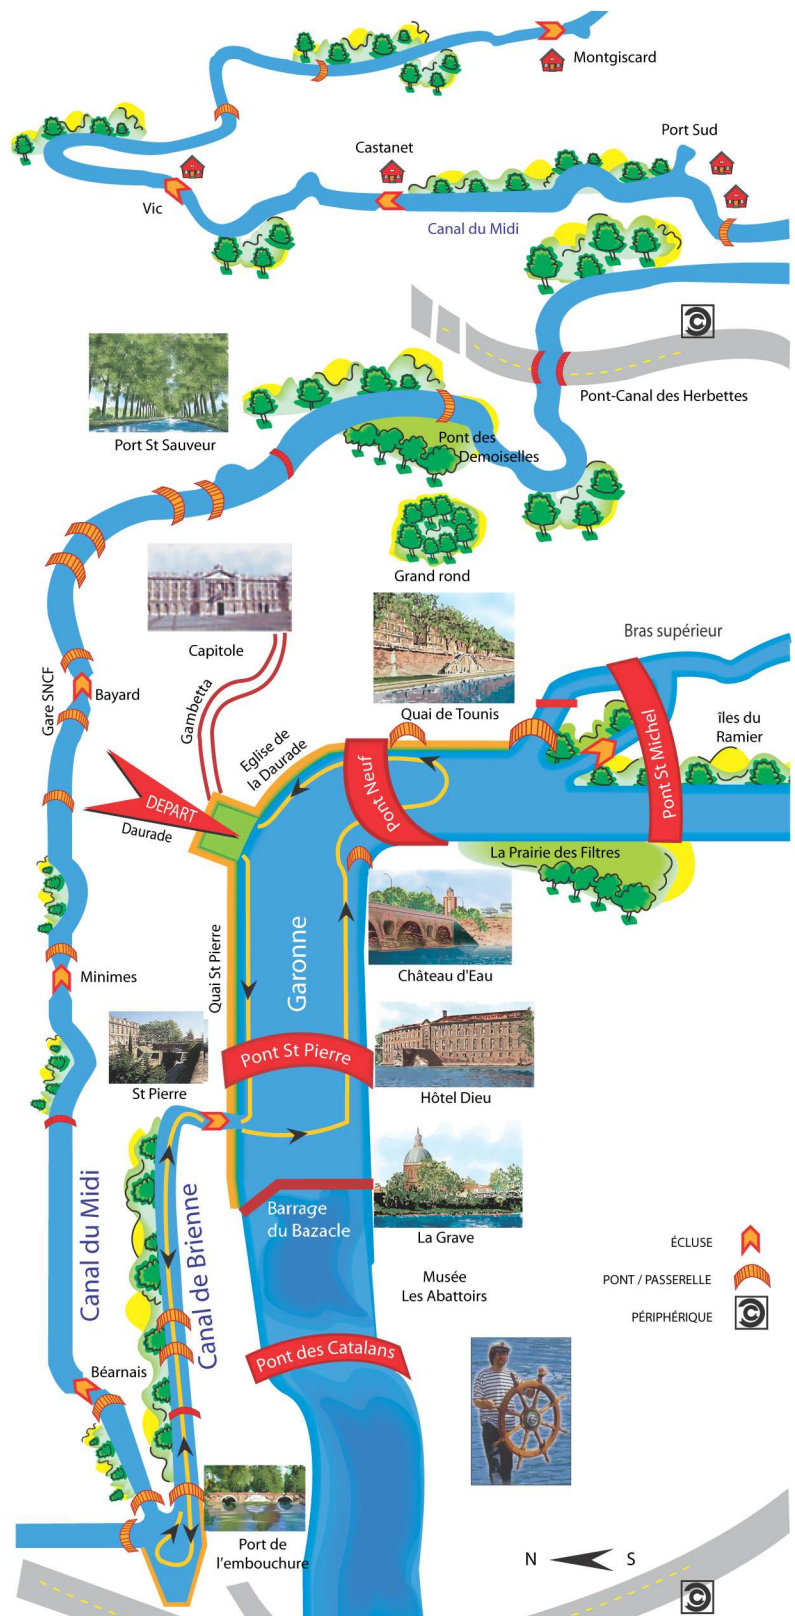 Montgiscard
Port Sud
Castanet
Vic
Canal du Midi
Pont-Canal des Herbettes
Port St Sauveur
Pont des
Demoiselles
Grand rond
Capitole
Bras supérieur
Gare SNCF
Bayard
Gambetta
Quai de Tounis
Eglise de
la Daurade
îles du
Ramier
Pont St Michel
Pont Neuf
DEPART
Daurade
La Prairie des Filtres
Quai St Pierre
Garonne
Château d'Eau
Minimes
Pont St Pierre
St Pierre
Hôtel Dieu
Canal du Midi
Canal de Brienne
Barrage
du Bazacle
La Grave
Musée
Les Abattoirs
ÉCLUSE
PONT / PASSERELLE
PÉRIPHÉRIQUE
Pont des Catalans
Béarnais
Port de
l'embouchure
N S